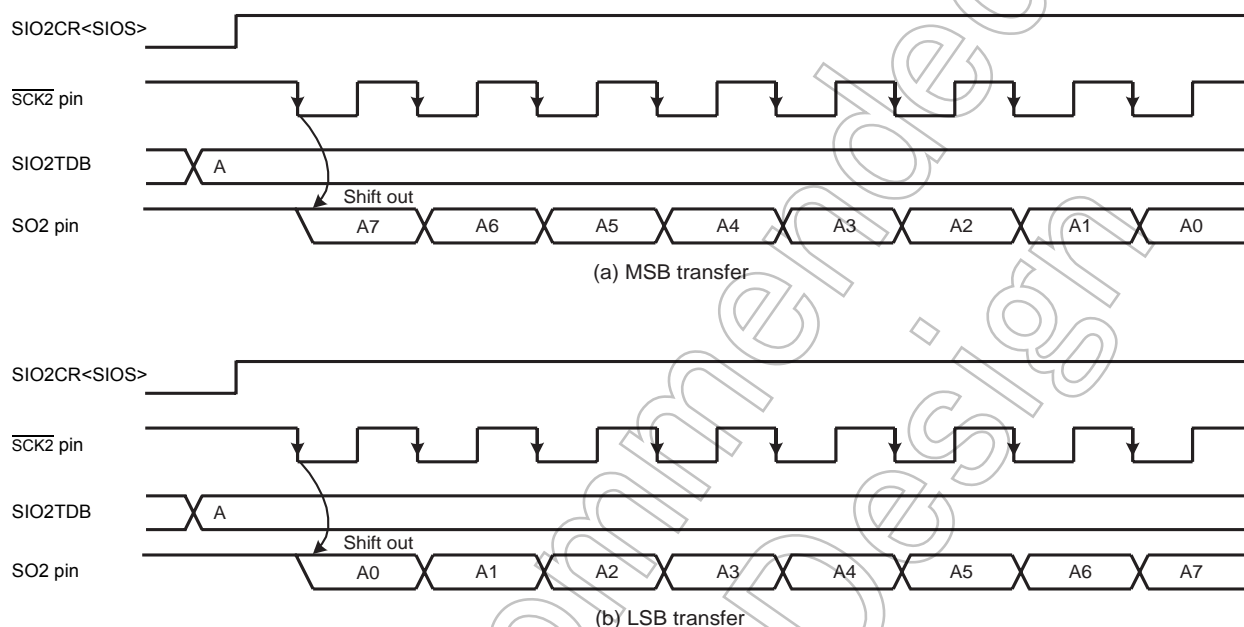 SIO2CR<SIOS>
SCK2 pin
SIO2TDB
A
Shift out
SO2 pin
A7 A6 A5 A4 A3 A2 A1 A0
(a) MSB transfer
SIO2CR<SIOS>
SCK2 pin
SIO2TDB
A
Shift out
SO2 pin
A0 A1 A2 A3 A4 A5 A6 A7
(b) LSB transfer
Design